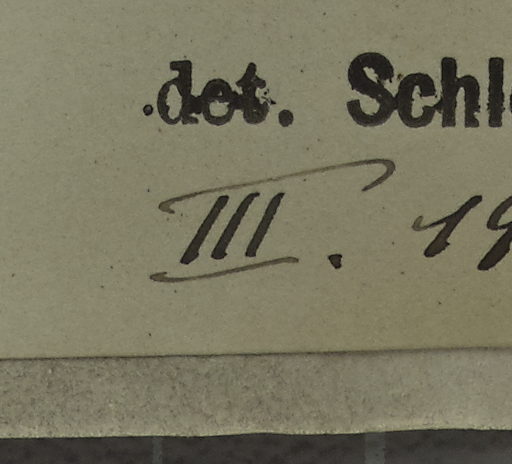 det. Schl
III. 19